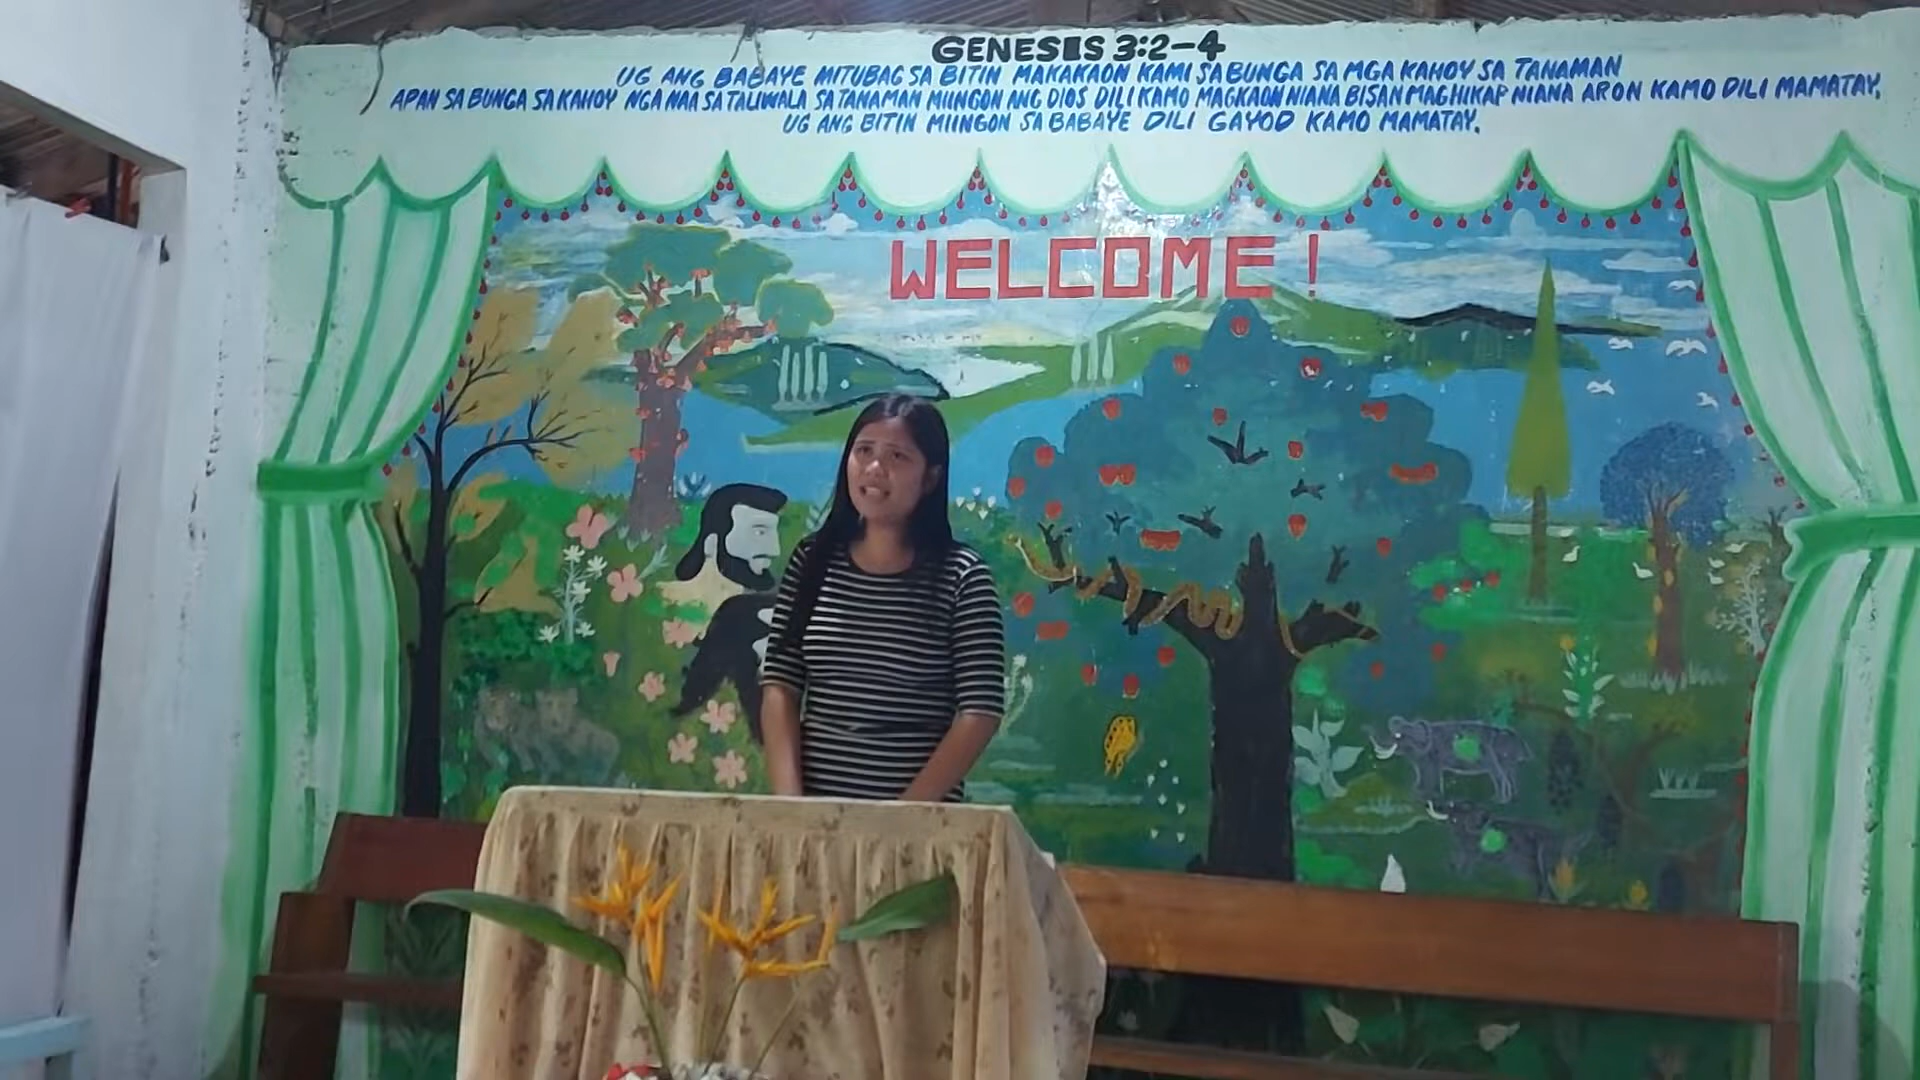 GENESIS 3:2-4
UG ANG BABAYE MITUBAG SA BITIN MAKAKAON KAMI SA BUNGA SA MGA KAHOY SA TANAMAN
APAN SA BUNGA SA KAHOY NGA NAA SA TALIWALA SA TANAMAN MIINGON ANG DIOS DILI KAMO MAGKAON NIANA BISAN MAGHIKAP NIANA ARON KAMO DILI MAMATAY,
UG ANG BITIN MIINGON SA BABAYE DILI GAYOD KAMO MAMATAY.
WELCOME!